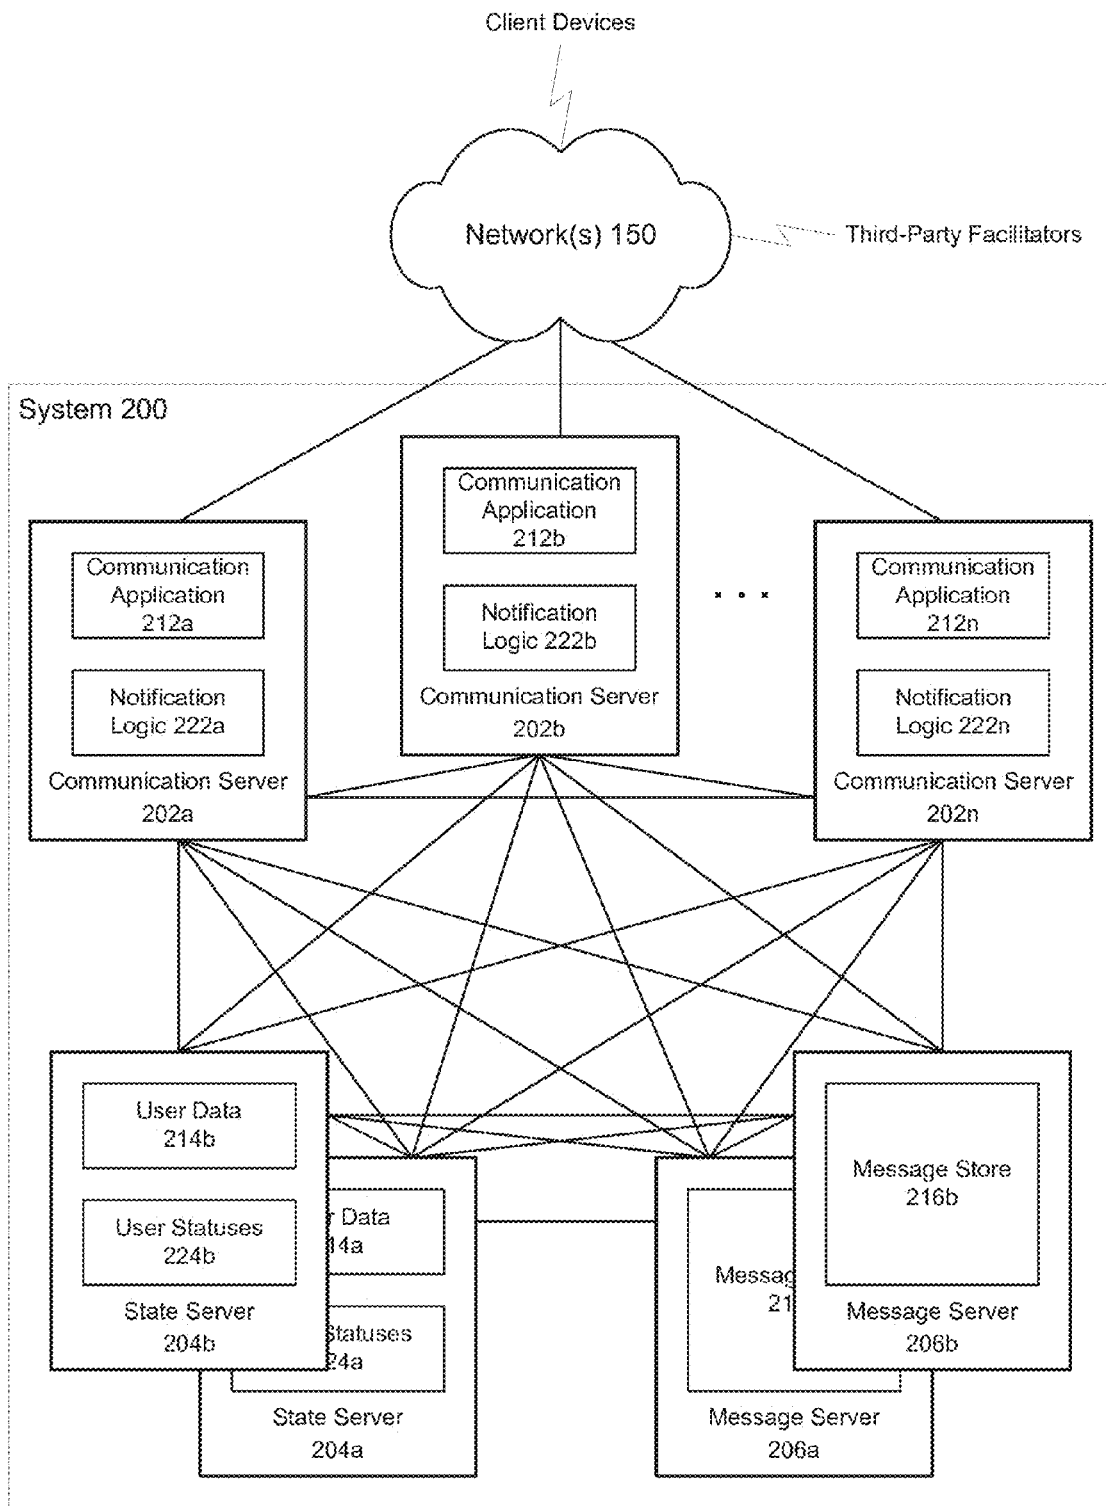 Client Devices
Network(s) 150
Third-Party Facilitators
System 200
Communication
Application
212a
Notification
Logic 222a
Communication Server
202a
Communication
Application
212b
Notification
Logic 222b
Communication Server
202b
Communication
Application
212n
Notification
Logic 222n
Communication Server
202n
User Data
214b
User Statuses
224b
State Server
204b
Data
State Server
204a
Message Server
206a
Message Store
216b
Message Server
206b